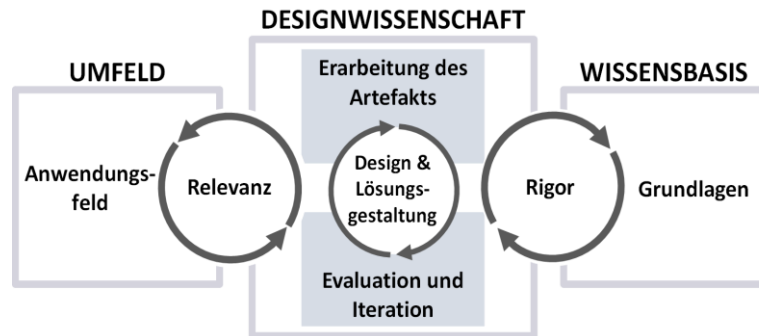 DESIGNWISSENSCHAFT
UMFELD
WISSENSBASIS
Erarbeitung des
Artefakts
Anwendungs-
feld
Relevanz
Design &
Lösungs-
gestaltung
Rigor
Grundlagen
Evaluation und
Iteration